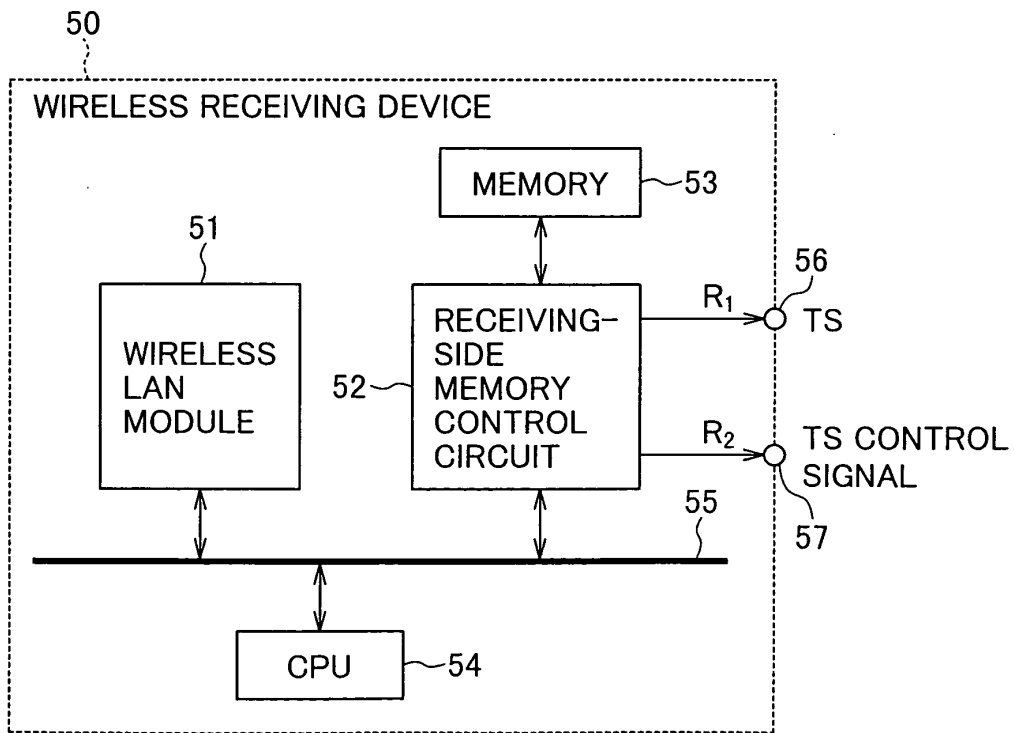 50
WIRELESS RECEIVING DEVICE
MEMORY
53
51
56
R1
TS
WIRELESS
LAN
MODULE
52
RECEIVING-
SIDE
MEMORY
CONTROL
CIRCUIT
R2
TS CONTROL
SIGNAL
57
55
CPU
54